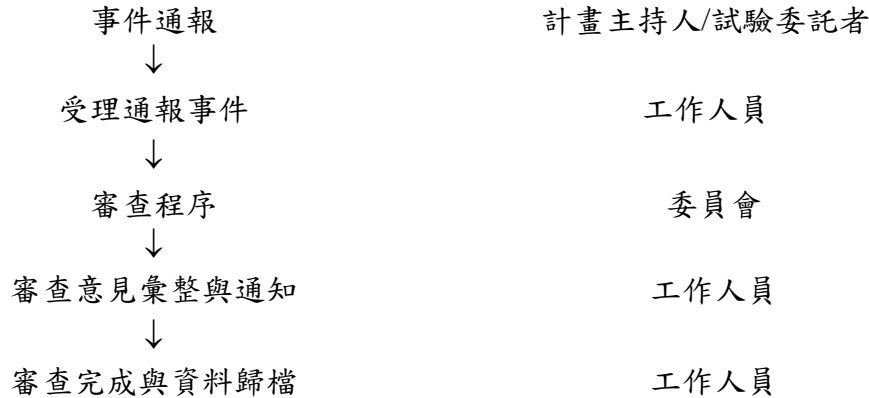 事件通報 計畫主持人/試驗委託者
↓
受理通報事件 工作人員
↓
審查程序 委員會
↓
審查意見彙整與通知 工作人員
↓
審查完成與資料歸檔 工作人員